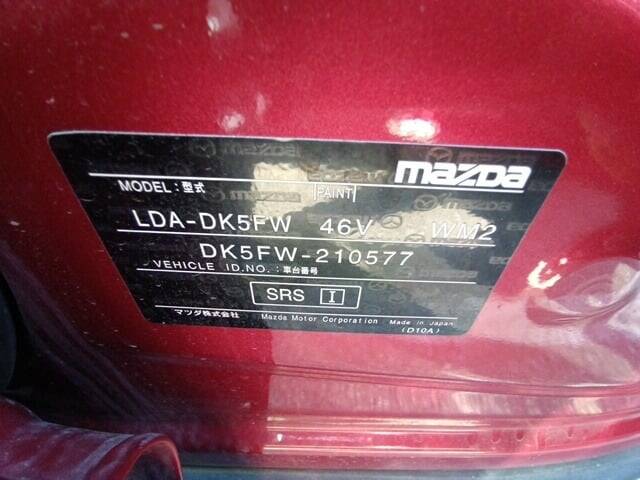 mazda
MODEL:型式 PAINT
LDA-DK5FW 46V WM2
DK5FW-210577
VEHICLE ID.NO.:車台番号
SRS I
マツダ株式会社 Mazda Motor Corporation Made in Japan
(D10A)